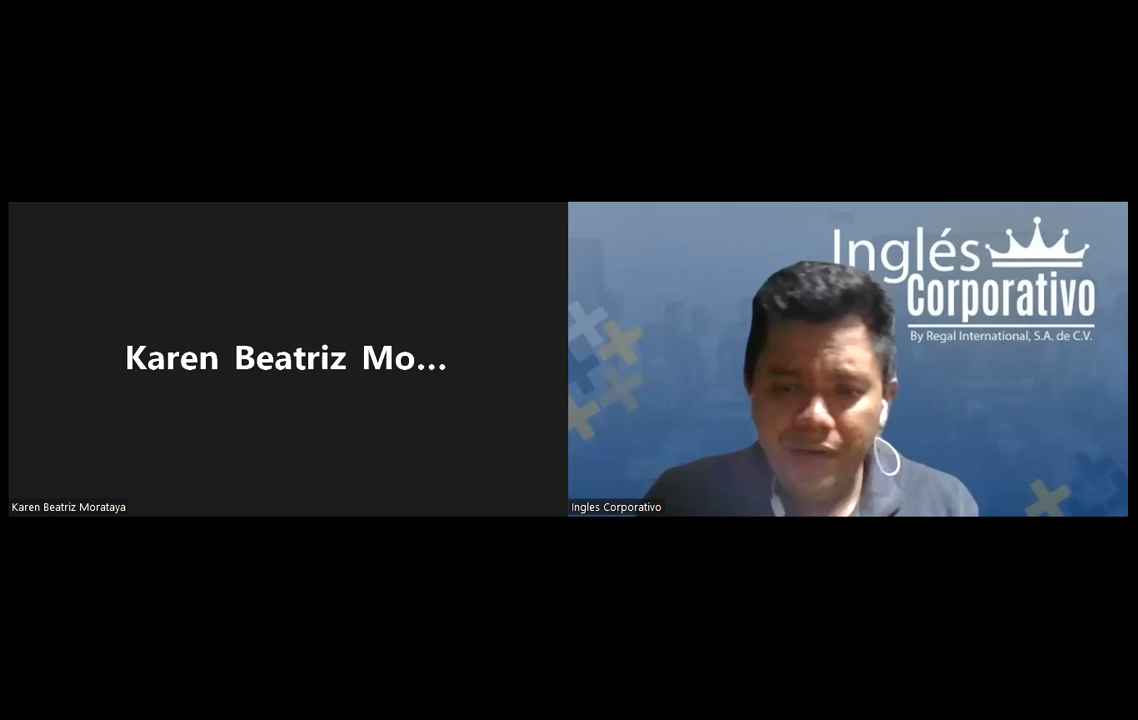 Karen Beatriz Mo...
Karen Beatriz Morataya
Inglés
Corporativo
By Regal International, S.A. de C.V.
Ingles Corporativo